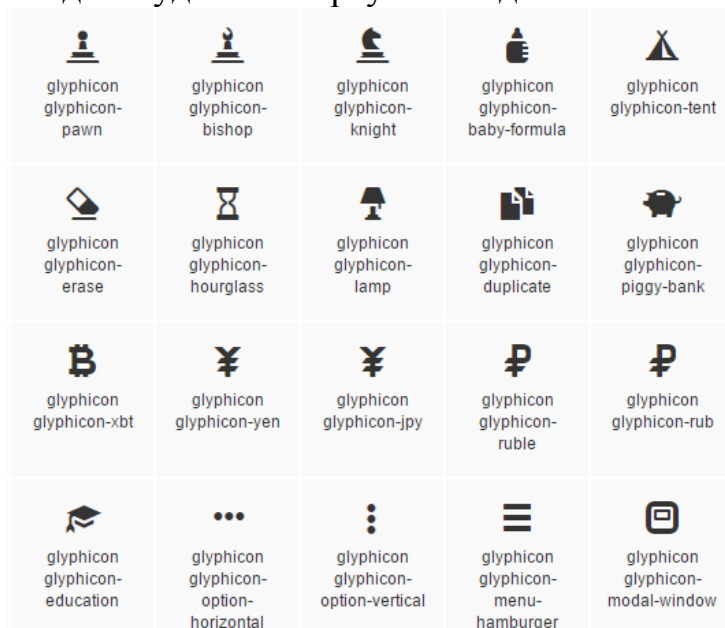 glyphicon
glyphicon-
pawn
glyphicon
glyphicon-
bishop
glyphicon
glyphicon-
knight
glyphicon
glyphicon-
baby-formula
glyphicon
glyphicon-tent
glyphicon
glyphicon-
erase
glyphicon
glyphicon-
hourglass
glyphicon
glyphicon-
lamp
glyphicon
glyphicon-
duplicate
glyphicon
glyphicon-
piggy-bank
glyphicon
glyphicon-xbt
glyphicon
glyphicon-yen
glyphicon
glyphicon-jpy
glyphicon
glyphicon-
ruble
glyphicon
glyphicon-rub
glyphicon
glyphicon-
education
glyphicon
glyphicon-
option-
horizontal
glyphicon
glyphicon-
option-vertical
glyphicon
glyphicon-
menu-
hamburger
glyphicon
glyphicon-
modal-window